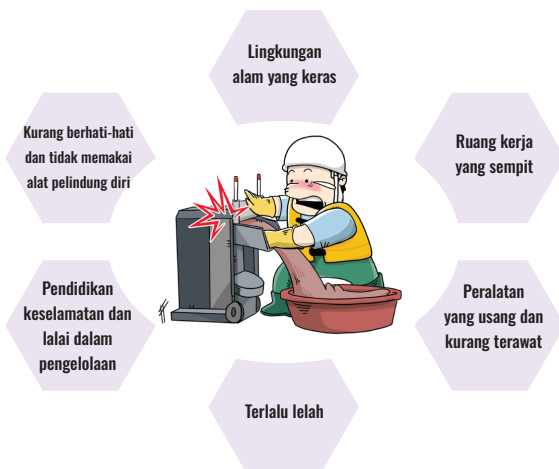 Lingkungan
alam yang keras
Kurang berhati-hati
dan tidak memakai
alat pelindung diri
Ruang kerja
yang sempit
Pendidikan
keselamatan dan
lalai dalam
pengelolaan
Peralatan
yang usang dan
kurang terawat
Terlalu lelah